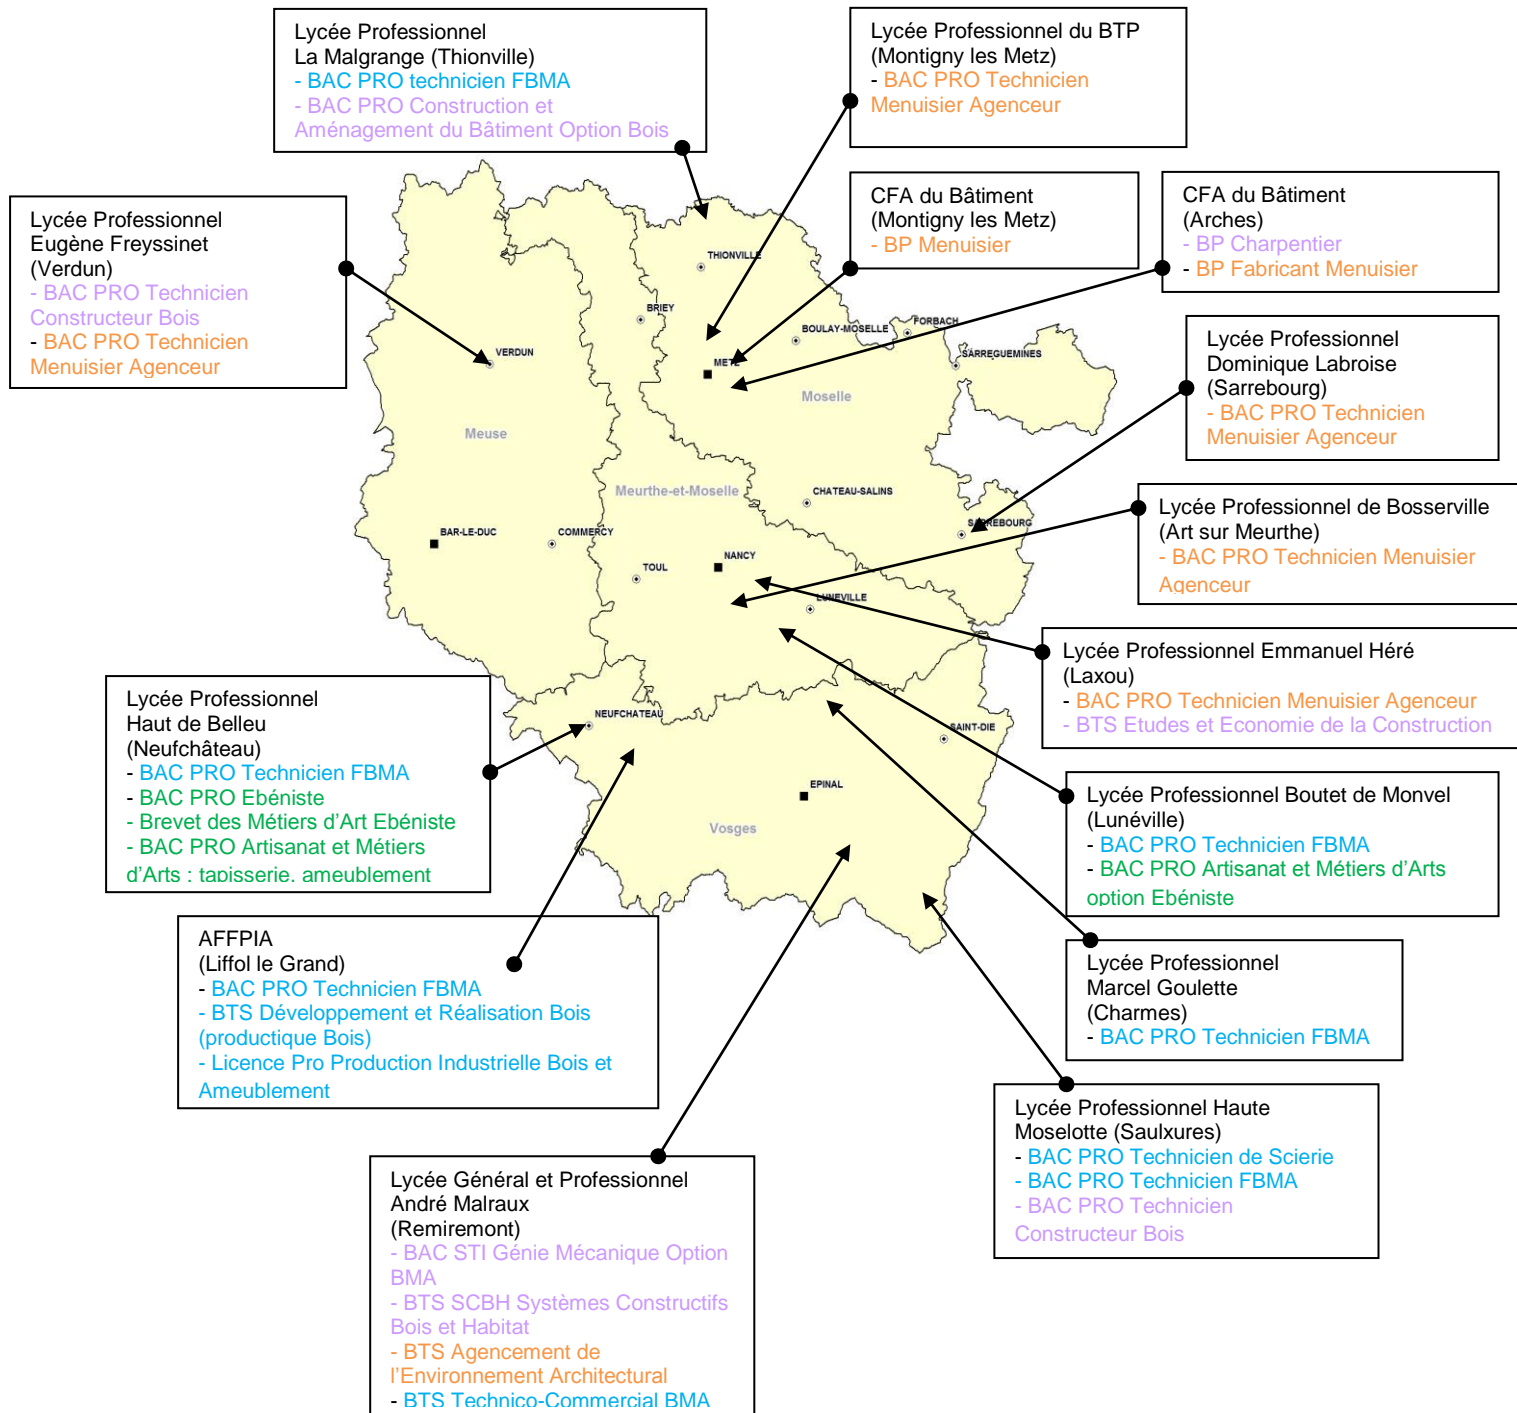 Lycée Professionnel
La Malgrange (Thionville)
- BAC PRO technicien FBMA
- BAC PRO Construction et
Aménagement du Bâtiment Option Bois
Lycée Professionnel du BTP
(Montigny les Metz)
- BAC PRO Technicien
Menuisier Agenceur
Lycée Professionnel
Eugène Freyssinet
(Verdun)
- BAC PRO Technicien
Constructeur Bois
- BAC PRO Technicien
Menuisier Agenceur
CFA du Bâtiment
(Montigny les Metz)
- BP Menuisier
CFA du Bâtiment
(Arches)
- BP Charpentier
- BP Fabricant Menuisier
Lycée Professionnel
Dominique Labroise
(Sarrebourg)
- BAC PRO Technicien
Menuisier Agenceur
THIONVILLE
BRIEY
BOULAY-MOSELLE
FORBACH
SARREGUEMINES
VERDUN
METZ
Moselle
Meuse
Meurthe-et-Moselle
CHATEAU-SALINS
SARREBOURG
BAR-LE-DUC
COMMERCY
TOUL
NANCY
LUNEVILLE
NEUFCHATEAU
SAINT-DIE
EPINAL
Vosges
Lycée Professionnel de Bosserville
(Art sur Meurthe)
- BAC PRO Technicien Menuisier
Agenceur
Lycée Professionnel Emmanuel Héré
(Laxou)
- BAC PRO Technicien Menuisier Agenceur
- BTS Etudes et Economie de la Construction
Lycée Professionnel
Haut de Belleu
(Neufchâteau)
- BAC PRO Technicien FBMA
- BAC PRO Ebéniste
- Brevet des Métiers d'Art Ebéniste
- BAC PRO Artisanat et Métiers
d'Arts : tapisserie, ameublement
Lycée Professionnel Boutet de Monvel
(Lunéville)
- BAC PRO Technicien FBMA
- BAC PRO Artisanat et Métiers d'Arts
option Ebéniste
AFFPIA
(Liffol le Grand)
- BAC PRO Technicien FBMA
- BTS Développement et Réalisation Bois
(productique Bois)
- Licence Pro Production Industrielle Bois et
Ameublement
Lycée Professionnel
Marcel Goulette
(Charmes)
- BAC PRO Technicien FBMA
Lycée Professionnel Haute
Moselotte (Saulxures)
- BAC PRO Technicien de Scierie
- BAC PRO Technicien FBMA
- BAC PRO Technicien
Constructeur Bois
Lycée Général et Professionnel
André Malraux
(Remiremont)
- BAC STI Génie Mécanique Option
BMA
- BTS SCBH Systèmes Constructifs
Bois et Habitat
- BTS Agencement de
l'Environnement Architectural
- BTS Technico-Commercial BMA